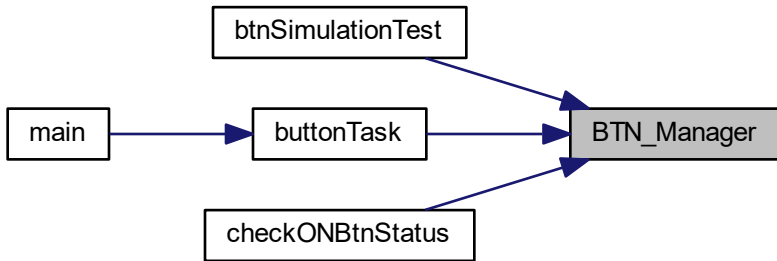 btnSimulationTest
main
buttonTask
BTN_Manager
checkONBtnStatus